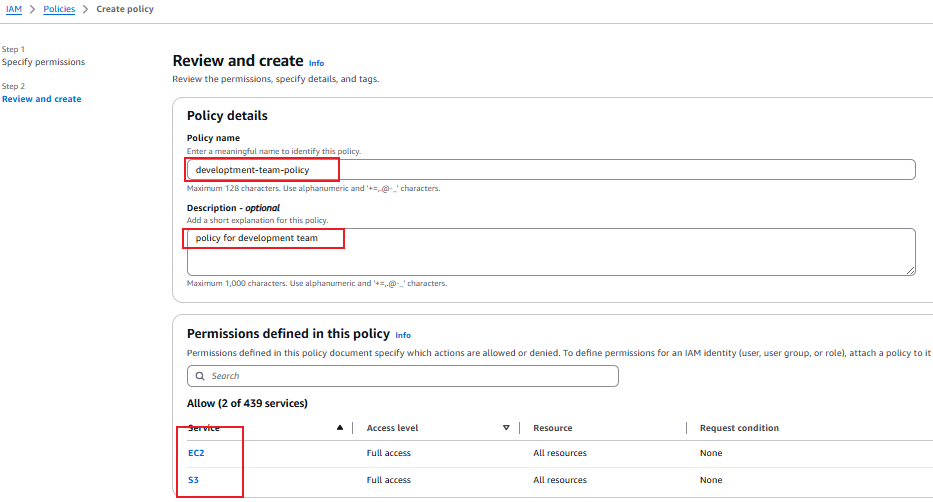 IAM > Policies > Create policy
Step 1
Specify permissions
Step 2
Review and create
Review and create Info
Review the permissions, specify details, and tags.
Policy details
Policy name
Enter a meaningful name to identify this policy.
developtment-team-policy
Maximum 128 characters. Use alphanumeric and '+=,.@-_' characters.
Description - optional
Add a short explanation for this policy.
policy for development team
Maximum 1,000 characters. Use alphanumeric and '+=,.@-_' characters.
Permissions defined in this policy Info
Permissions defined in this policy document specify which actions are allowed or denied. To define permissions for an IAM identity (user, user group, or role), attach a policy to it
Search
Allow (2 of 439 services)
Service Access level Resource Request condition
EC2 Full access All resources None
S3 Full access All resources None